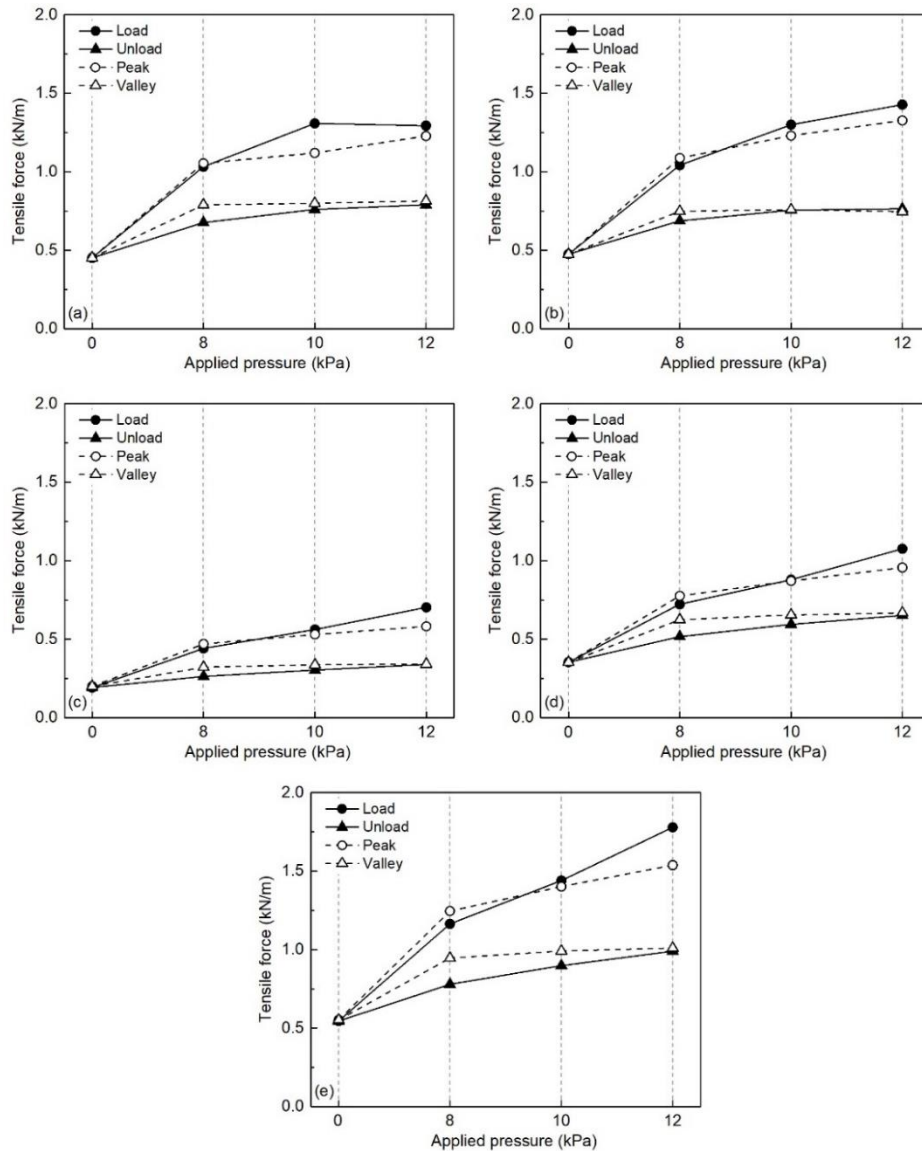 2.0
1.5
1.0
0.5
0.0
Tensile force (kN/m)
Load
Unload
Peak
Valley
(a)
0 8 10 12
Applied pressure (kPa)
2.0
1.5
1.0
0.5
0.0
Tensile force (kN/m)
Load
Unload
Peak
Valley
(b)
0 8 10 12
Applied pressure (kPa)
2.0
1.5
1.0
0.5
0.0
Tensile force (kN/m)
Load
Unload
Peak
Valley
(c)
0 8 10 12
Applied pressure (kPa)
2.0
1.5
1.0
0.5
0.0
Tensile force (kN/m)
Load
Unload
Peak
Valley
(d)
0 8 10 12
Applied pressure (kPa)
2.0
1.5
1.0
0.5
0.0
Tensile force (kN/m)
Load
Unload
Peak
Valley
(e)
0 8 10 12
Applied pressure (kPa)